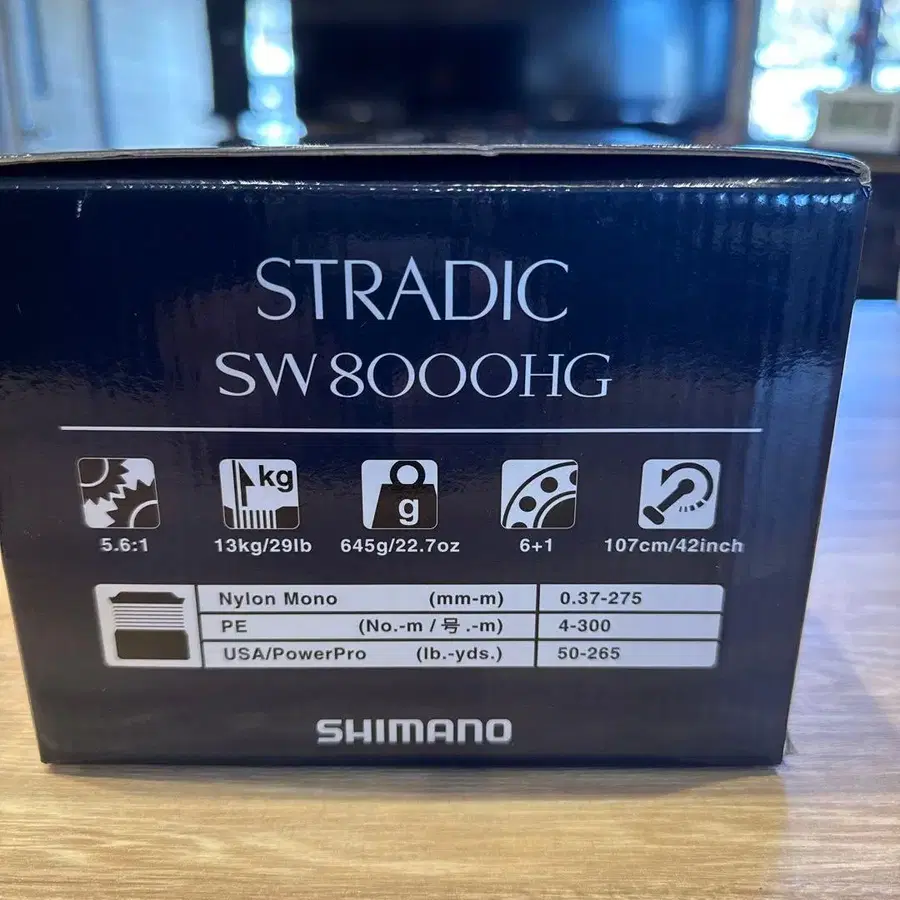 STRADIC
SW 8000HG
kg
g
5.6:1 13kg/29lb 645g/22.7oz 6+1 107cm/42inch
Nylon Mono (mm-m) 0.37-275
PE (No.-m / 号.-m) 4-300
USA/PowerPro (lb.-yds.) 50-265
SHIMANO